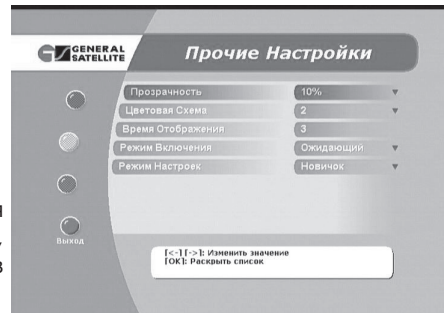 GENERAL
SATELLITE
Прочие Настройки
Прозрачность 10%
Цветовая Схема 2
Время Отображения 3
Режим Включения Ожидающий
Режим Настроек Новичок
Выход
[<-] [->]: Изменить значение
[OK]: Раскрыть список